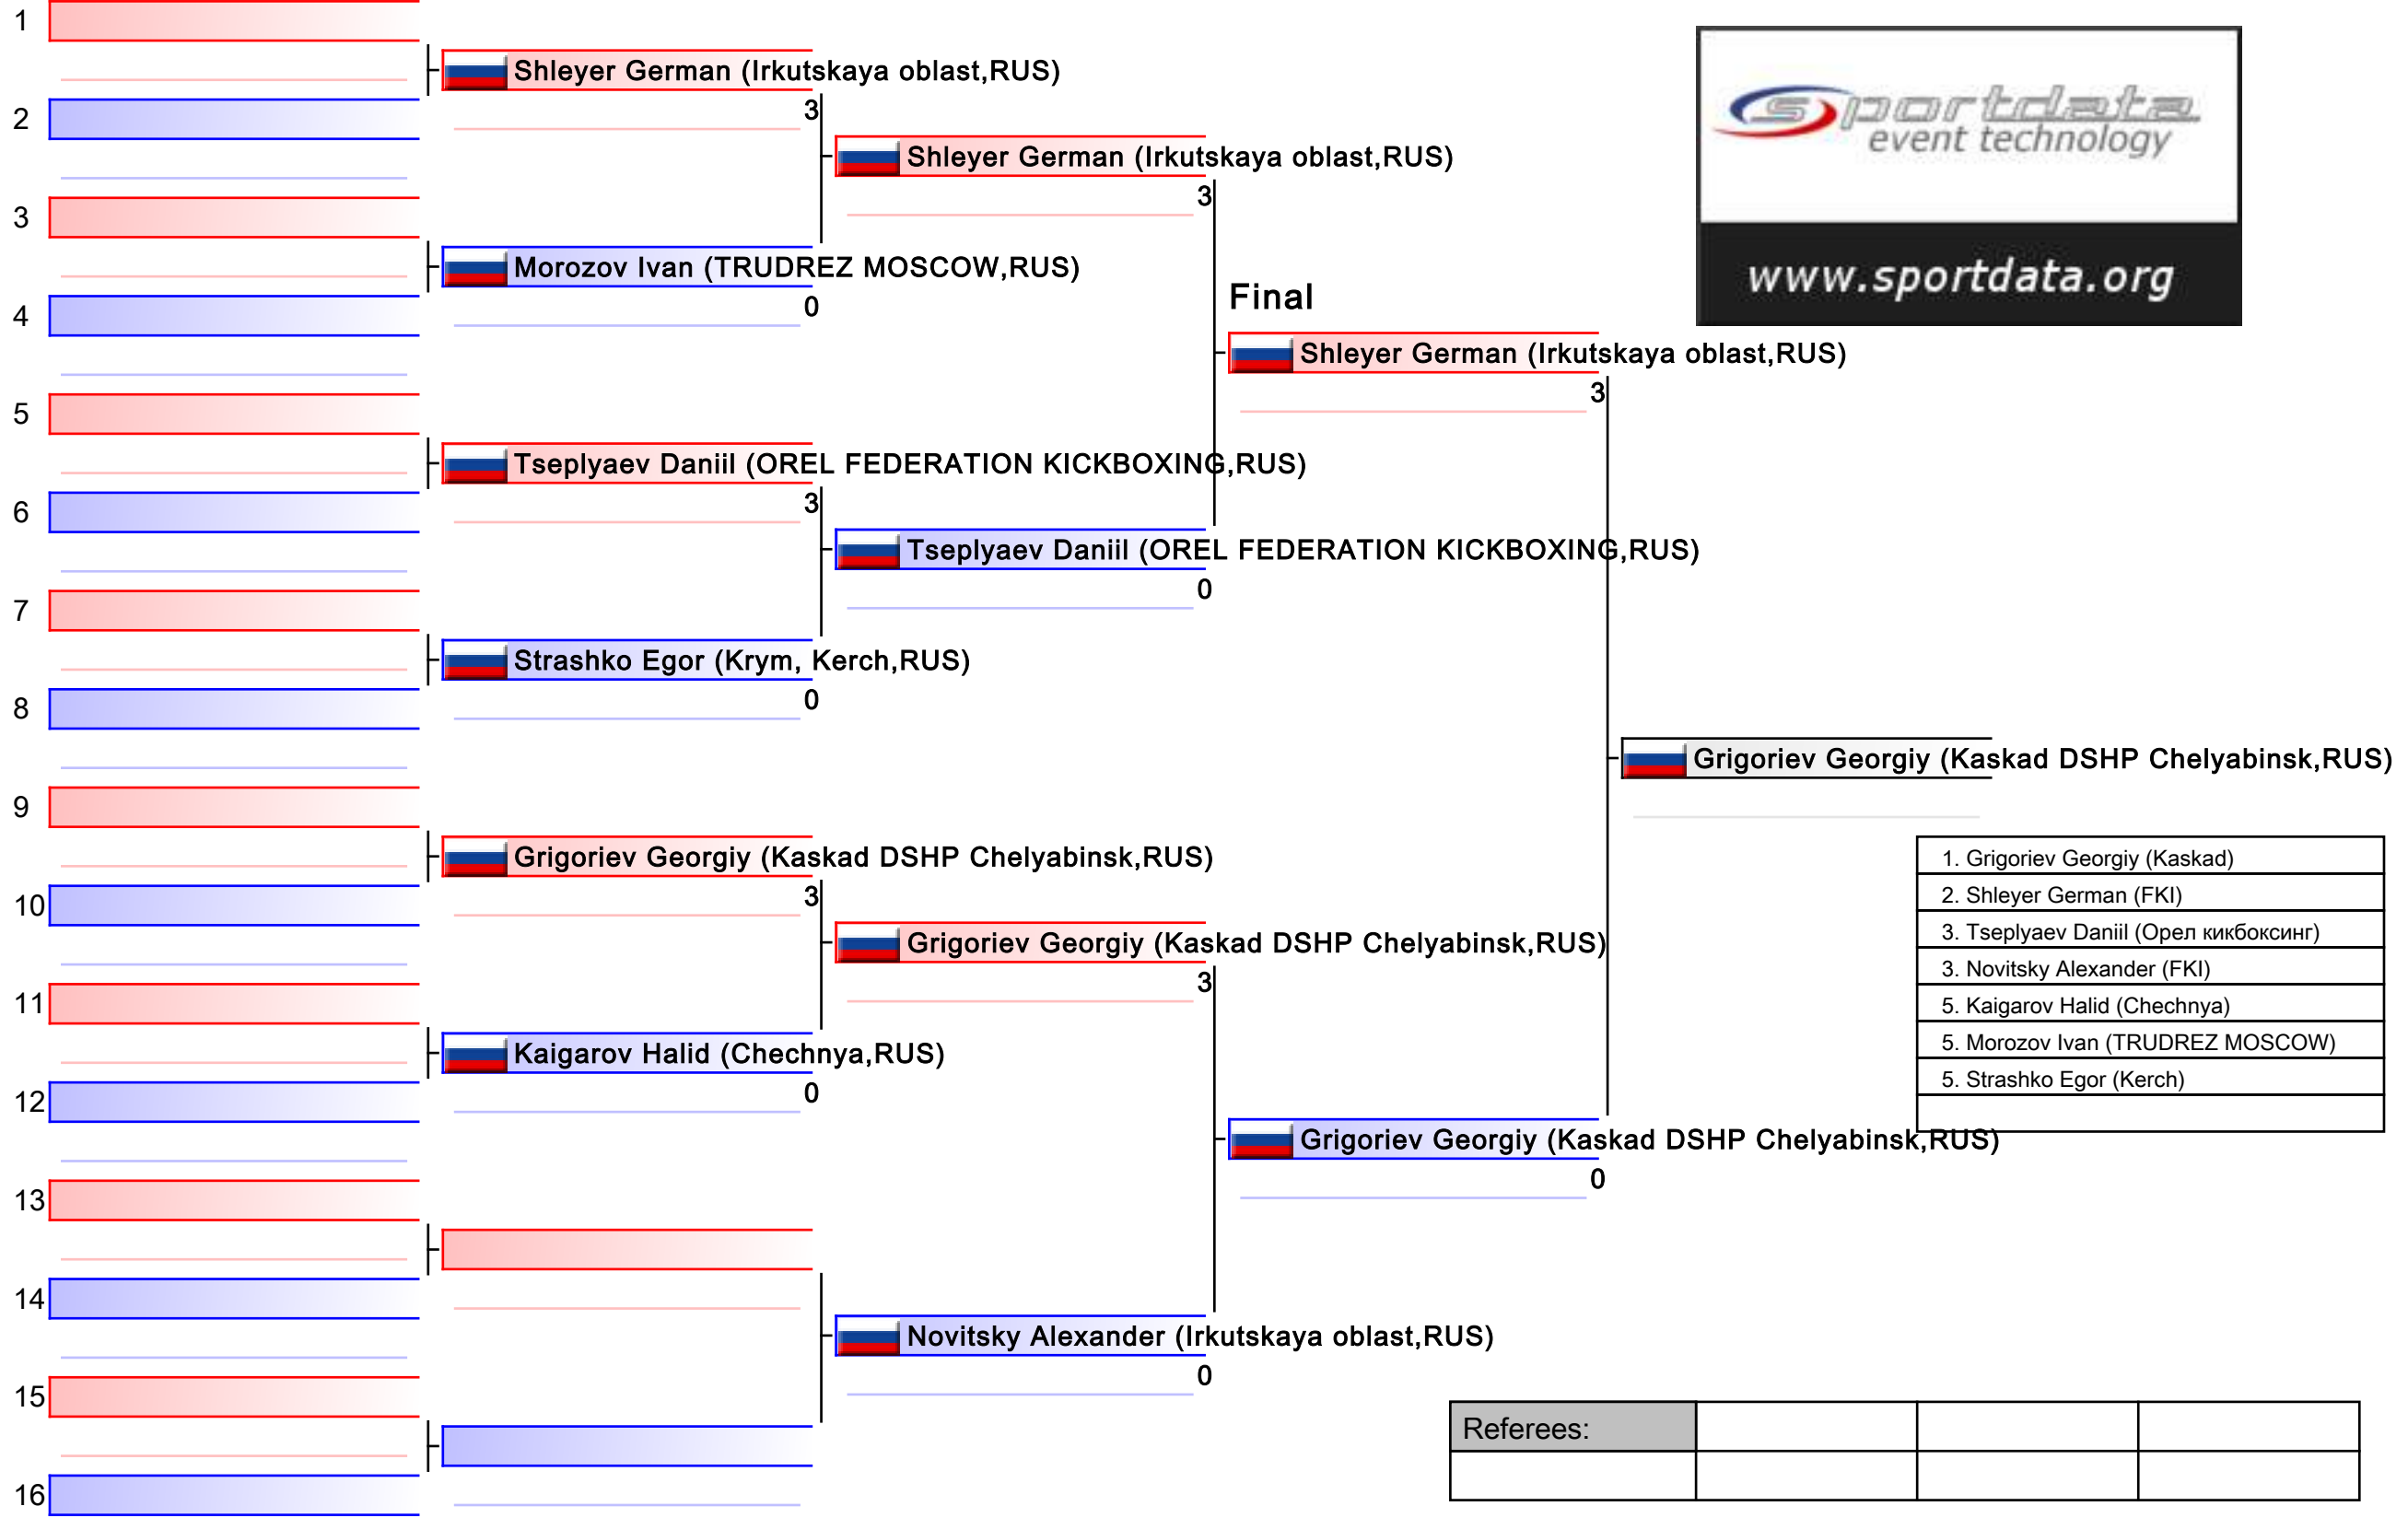 1
Shleyer German (Irkutskaya oblast,RUS)
3
2
Shleyer German (Irkutskaya oblast,RUS)
3
3
Morozov Ivan (TRUDREZ MOSCOW,RUS)
0
4
sportdata
event technology
www.sportdata.org
Final
Shleyer German (Irkutskaya oblast,RUS)
3
5
Tseplyaev Daniil (OREL FEDERATION KICKBOXING,RUS)
3
6
Tseplyaev Daniil (OREL FEDERATION KICKBOXING,RUS)
0
7
Strashko Egor (Krym, Kerch,RUS)
0
8
Grigoriev Georgiy (Kaskad DSHP Chelyabinsk,RUS)
9
Grigoriev Georgiy (Kaskad DSHP Chelyabinsk,RUS)
3
10
Grigoriev Georgiy (Kaskad DSHP Chelyabinsk,RUS)
3
11
Kaigarov Halid (Chechnya,RUS)
0
12
1. Grigoriev Georgiy (Kaskad)
2. Shleyer German (FKI)
3. Tseplyaev Daniil (Орел кикбоксинг)
3. Novitsky Alexander (FKI)
5. Kaigarov Halid (Chechnya)
5. Morozov Ivan (TRUDREZ MOSCOW)
5. Strashko Egor (Kerch)
Grigoriev Georgiy (Kaskad DSHP Chelyabinsk,RUS)
0
13
14
Novitsky Alexander (Irkutskaya oblast,RUS)
0
15
16
Referees: